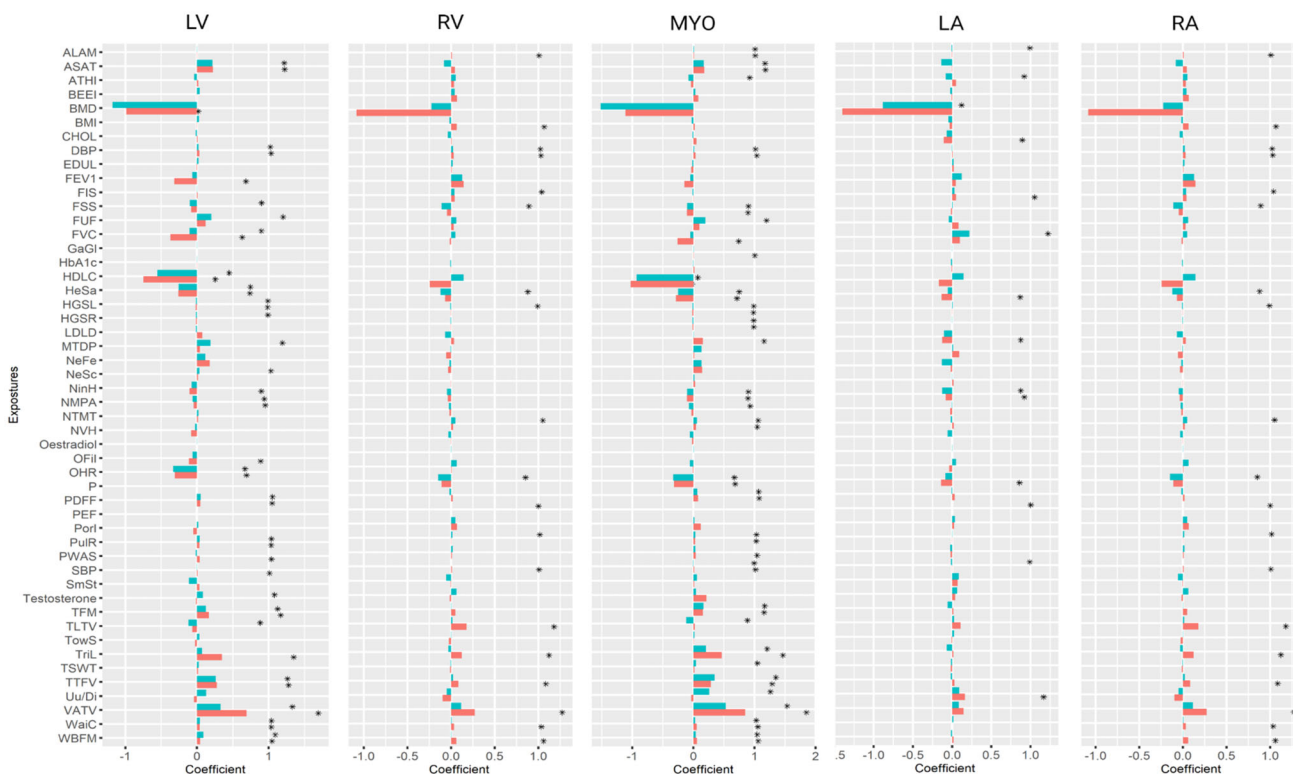 LV RV MYO LA RA
Expostures
ALAM
ASAT
ATHI
BEEI
BMD
BMI
CHOL
DBP
EDUL
FEV1
FIS
FSS
FUF
FVC
GaGl
HbA1c
HDLC
HeSa
HGSL
HGSR
LDLD
MTDP
NeFe
NeSc
NinH
NMPA
NTMT
NVH
Oestradiol
OFil
OHR
P
PDFF
PEF
PorI
PulR
PWAS
SBP
SmSt
Testosterone
TFM
TLTV
TowS
TriL
TSWT
TTFV
Uu/Di
VATV
WaiC
WBFM
-1 0 1 -1.0 -0.5 0.0 0.5 1.0 -1 0 1 2 .5 -1.0 -0.5 0.0 0.5 1.0 -1.0 -0.5 0.0 0.5 1.0
Coefficient Coefficient Coefficient Coefficient Coefficient